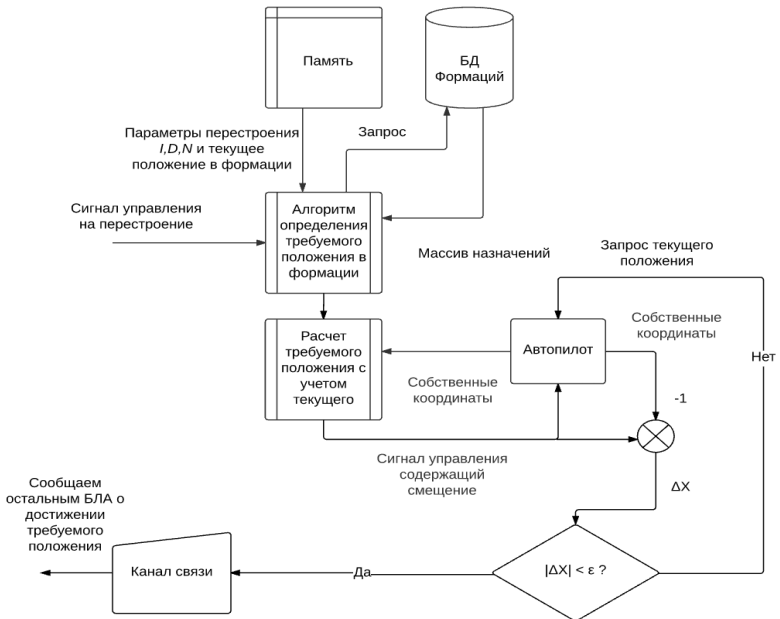 Память
БД
Формаций
Параметры перестроения
I,D,N и текущее
положение в формации
Запрос
Сигнал управления
на перестроение
Алгоритм
определения
требуемого
положения в
формации
Массив назначений
Запрос текущего
положения
Расчет
требуемого
положения с
учетом
текущего
Автопилот
Собственные
координаты
Собственные
координаты
Нет
-1
Сигнал управления
содержащий
смещение
ΔX
Сообщаем
остальным БЛА о
достижении
требуемого
положения
Канал связи
Да
|ΔX| < ε ?